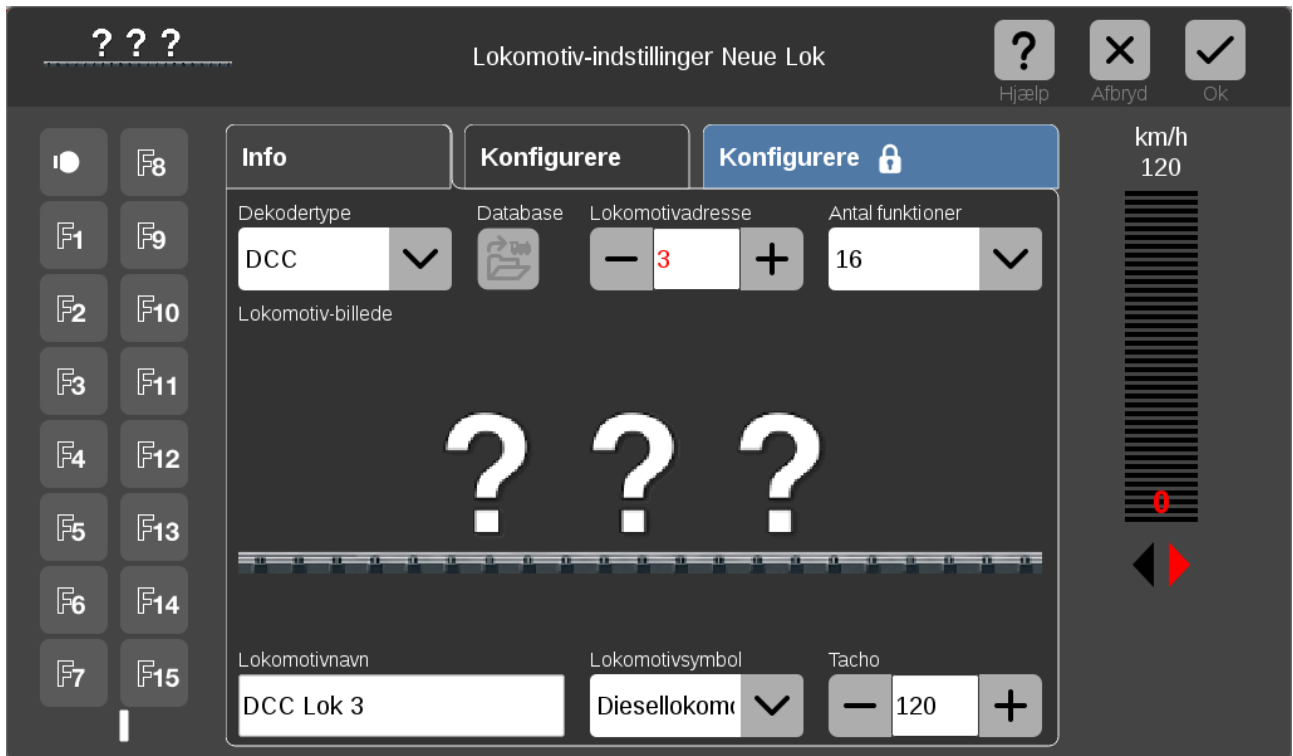 ? ? ?
Lokomotiv-indstillinger Neue Lok
?
Hjælp
Afbryd
Ok
F8
F1
F9
F2
F10
F3
F11
F4
F12
F5
F13
F6
F14
F7
F15
Info
Konfigurere
Konfigurere
Dekodertype
Database
Lokomotivadresse
Antal funktioner
DCC
3
16
Lokomotiv-billede
? ? ?
Lokomotivnavn
Lokomotivsymbol
Tacho
DCC Lok 3
Diesellokom
120
km/h
120
0